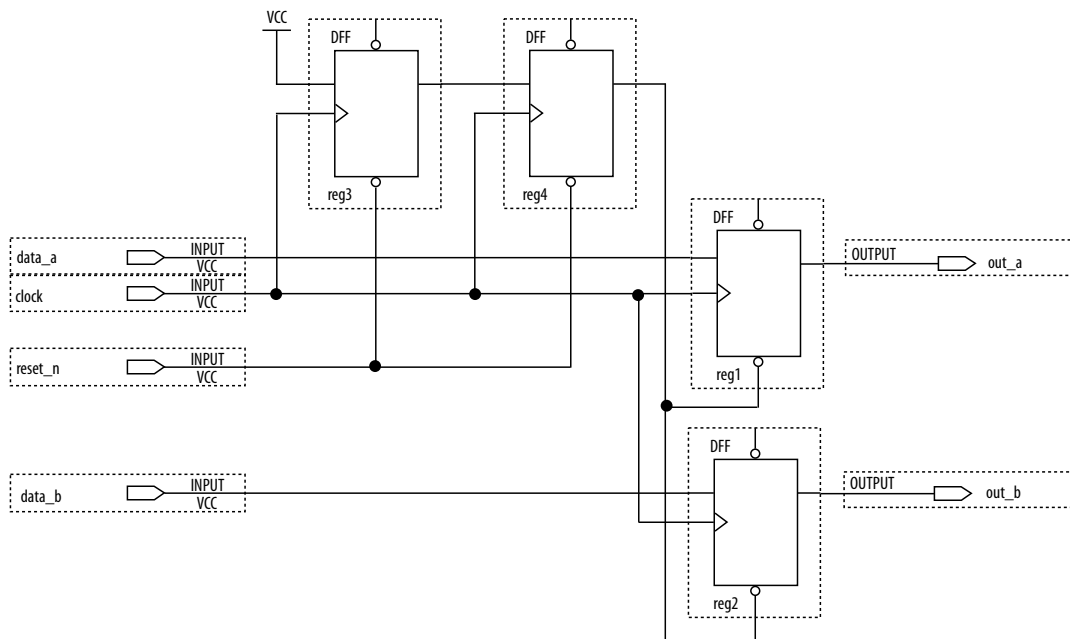 VCC
DFF
DFF
reg3
reg4
DFF
data_a
INPUT
VCC
OUTPUT
out_a
clock
INPUT
VCC
reset_n
INPUT
VCC
reg1
DFF
data_b
INPUT
VCC
OUTPUT
out_b
reg2